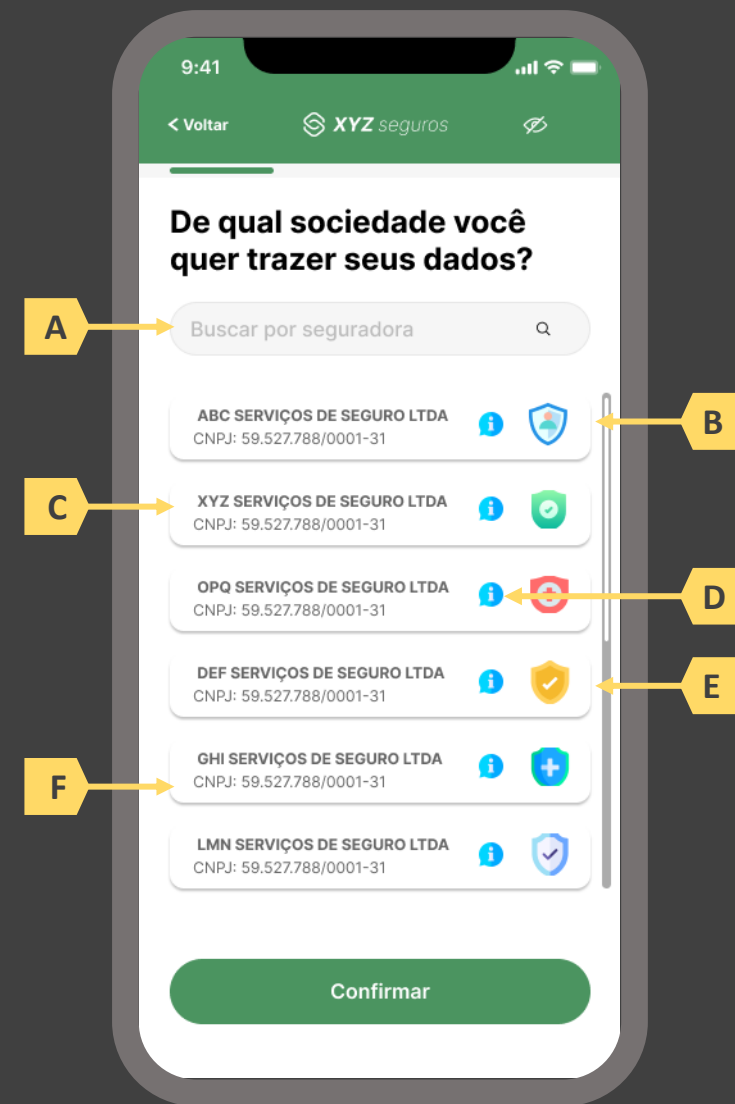 9:41
< Voltar
XYZ seguros
De qual sociedade você
quer trazer seus dados?
A
Buscar por seguradora
ABC SERVIÇOS DE SEGURO LTDA
CNPJ: 59.527.788/0001-31
B
C
XYZ SERVIÇOS DE SEGURO LTDA
CNPJ: 59.527.788/0001-31
OPQ SERVIÇOS DE SEGURO LTDA
CNPJ: 59.527.788/0001-31
D
DEF SERVIÇOS DE SEGURO LTDA
CNPJ: 59.527.788/0001-31
E
GHI SERVIÇOS DE SEGURO LTDA
CNPJ: 59.527.788/0001-31
F
LMN SERVIÇOS DE SEGURO LTDA
CNPJ: 59.527.788/0001-31
Confirmar